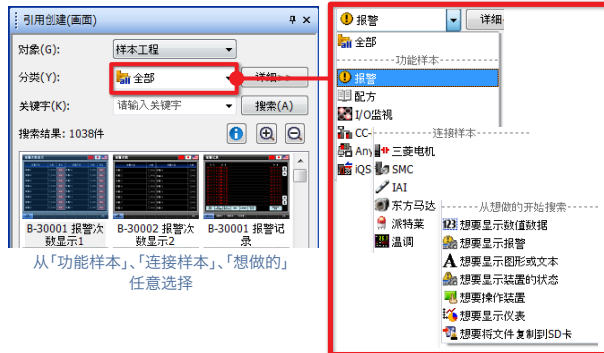 引用创建(画面)
对象(G): 样本工程
分类(Y): 全部 详细>>
关键字(K): 请输入关键字 搜索(A)
搜索结果: 1038件
B-30001 报警次数显示1
B-30002 报警次数显示2
B-30001 报警记录
从「功能样本」、「连接样本」、「想做的」
任意选择
报警 详细
全部
功能样本
报警
配方
I/O监视
CC-
Any
iQS
连接样本
三菱电机
SMC
IAI
东方马达
派特莱
温调
从想做的开始搜索
想要显示数值数据
想要显示报警
想要显示图形或文本
想要显示装置的状态
想要操作装置
想要显示仪表
想要将文件复制到SD卡